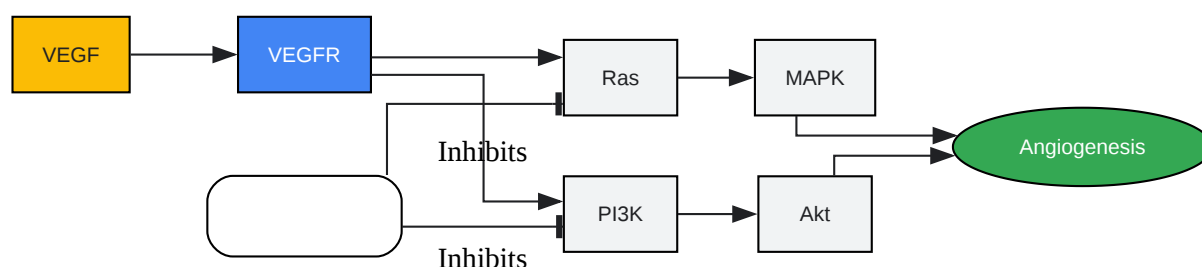 VEGF
VEGFR
Ras
MAPK
Inhibits
Angiogenesis
PI3K
Akt
Inhibits